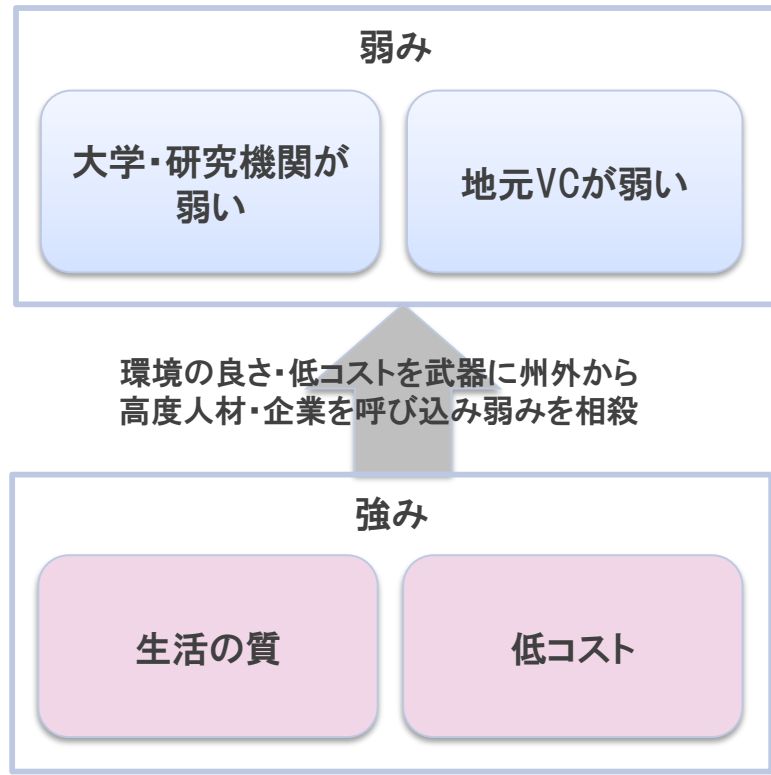 弱み
大学・研究機関が
弱い
地元VCが弱い
環境の良さ・低コストを武器に州外から
高度人材・企業を呼び込み弱みを相殺
強み
生活の質
低コスト